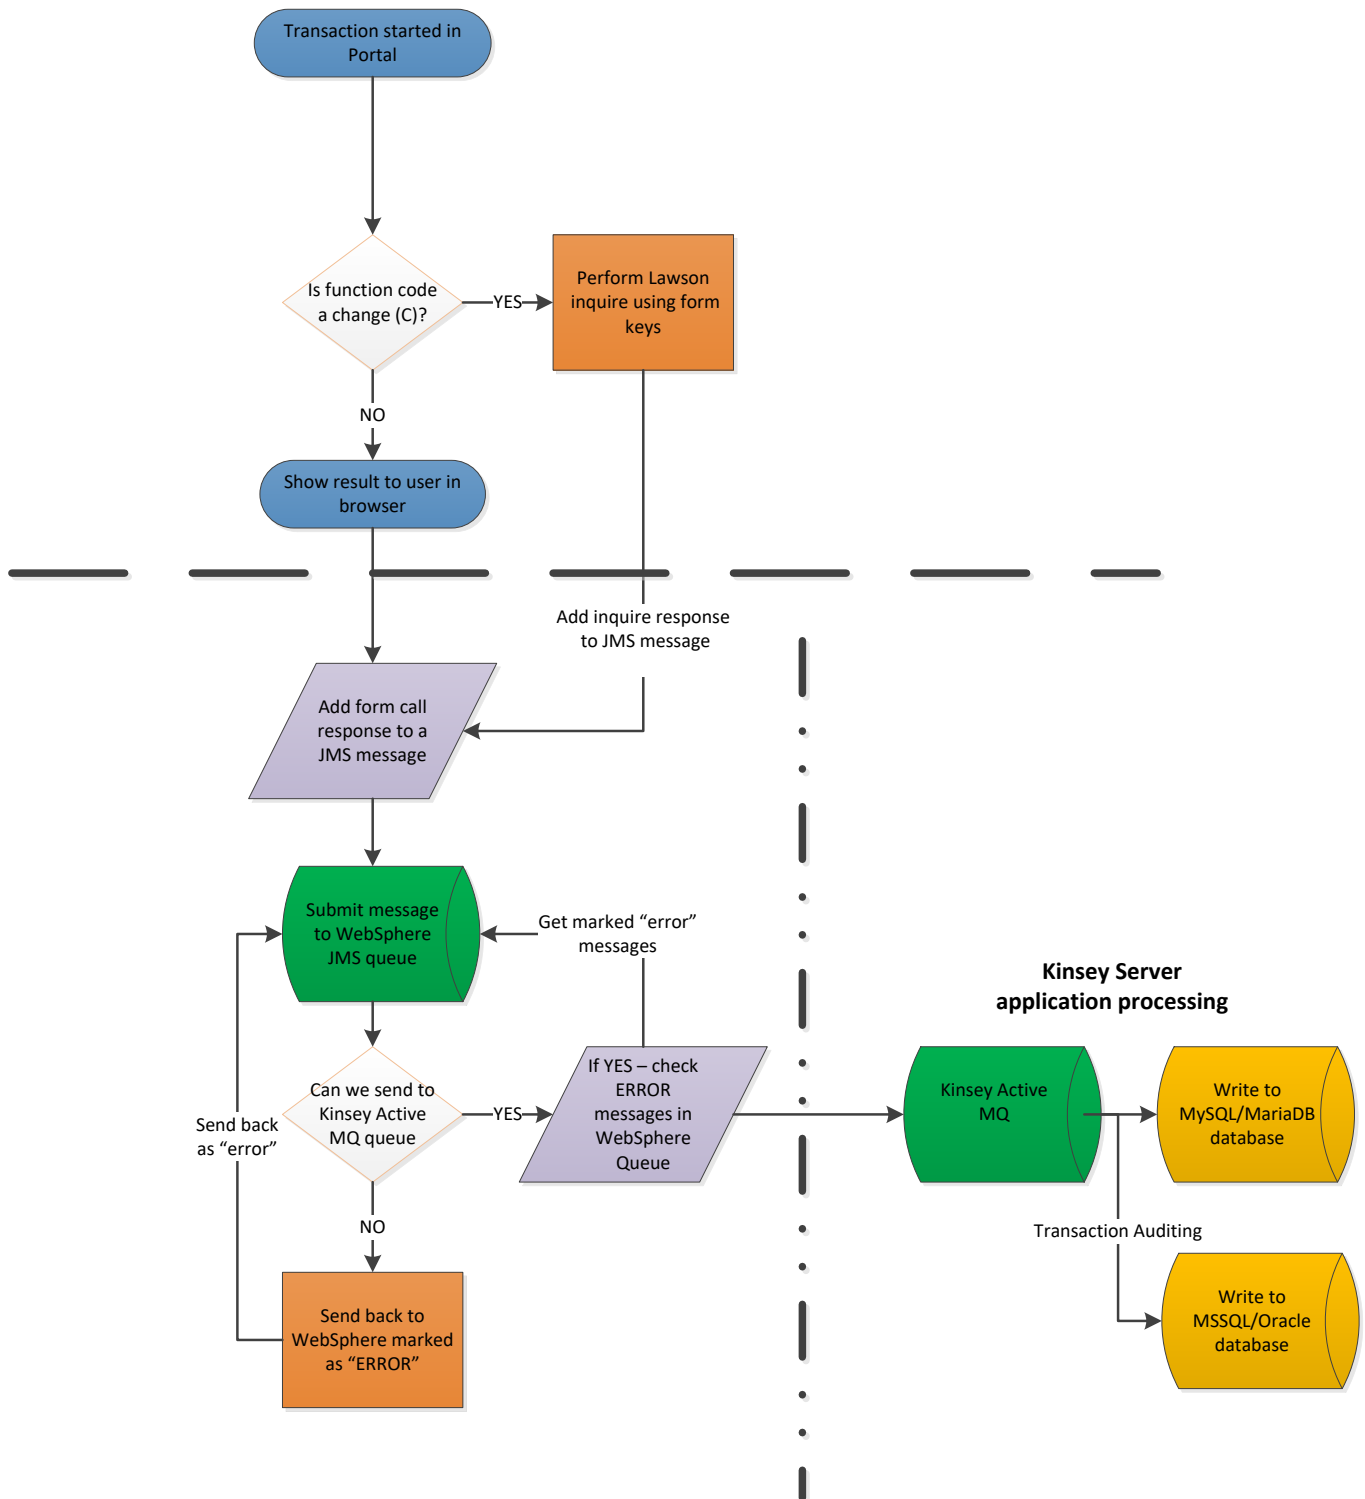 Transaction started in
Portal
Is function code
a change (C)?
YES
Perform Lawson
inquire using form
keys
NO
Show result to user in
browser
Add inquire response
to JMS message
Add form call
response to a
JMS message
Submit message
to WebSphere
JMS queue
Get marked “error”
messages
Kinsey Server
application processing
Can we send to
Kinsey Active
MQ queue
YES
If YES – check
ERROR
messages in
WebSphere
Queue
Kinsey Active
MQ
Write to
MySQL/MariaDB
database
Send back
as “error”
NO
Transaction Auditing
Send back to
WebSphere marked
as “ERROR”
Write to
MSSQL/Oracle
database